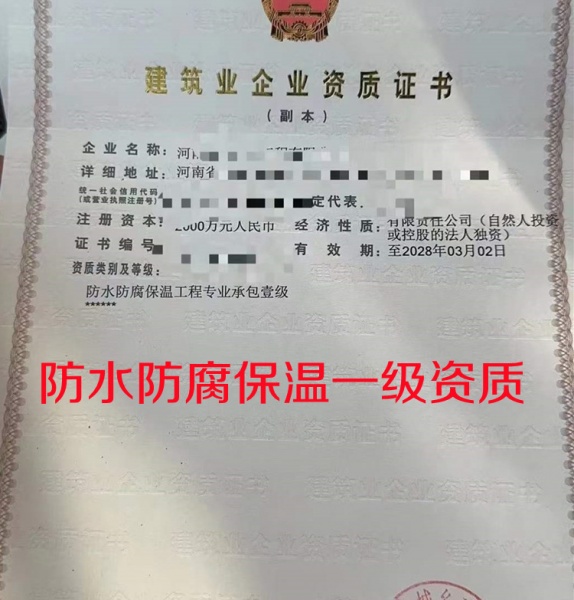 建筑业企业资质证书
（副本）
企业名称：河
详细地址：河南省
统一社会信用代码
（或营业执照注册号） 定代表.
注册资本： 2000万元人民币 经济性质：有限责任公司（自然人投资
或控股的法人独资）
证书编号： 有效期：至2028年03月02日
资质类别及等级：
防水防腐保温工程专业承包壹级
******
防水防腐保温一级资质